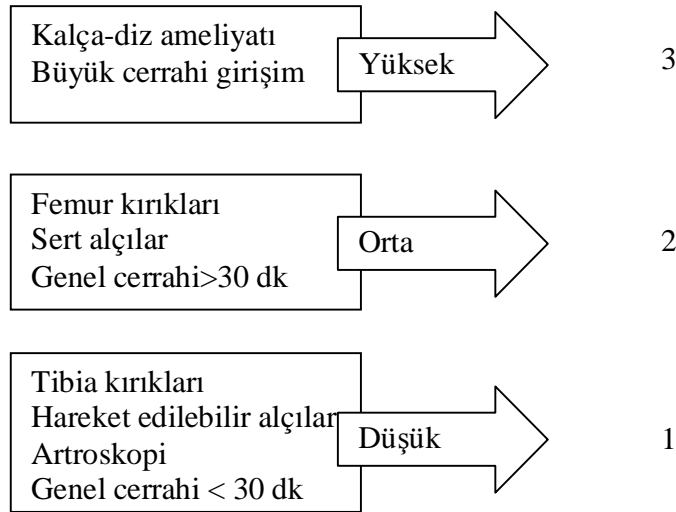 Kalça-diz ameliyatı
Büyük cerrahi girişim
Yüksek
3
Femur kırıkları
Sert alçılar
Genel cerrahi>30 dk
Orta
2
Tibia kırıkları
Hareket edilebilir alçılar
Artroskopi
Genel cerrahi < 30 dk
Düşük
1